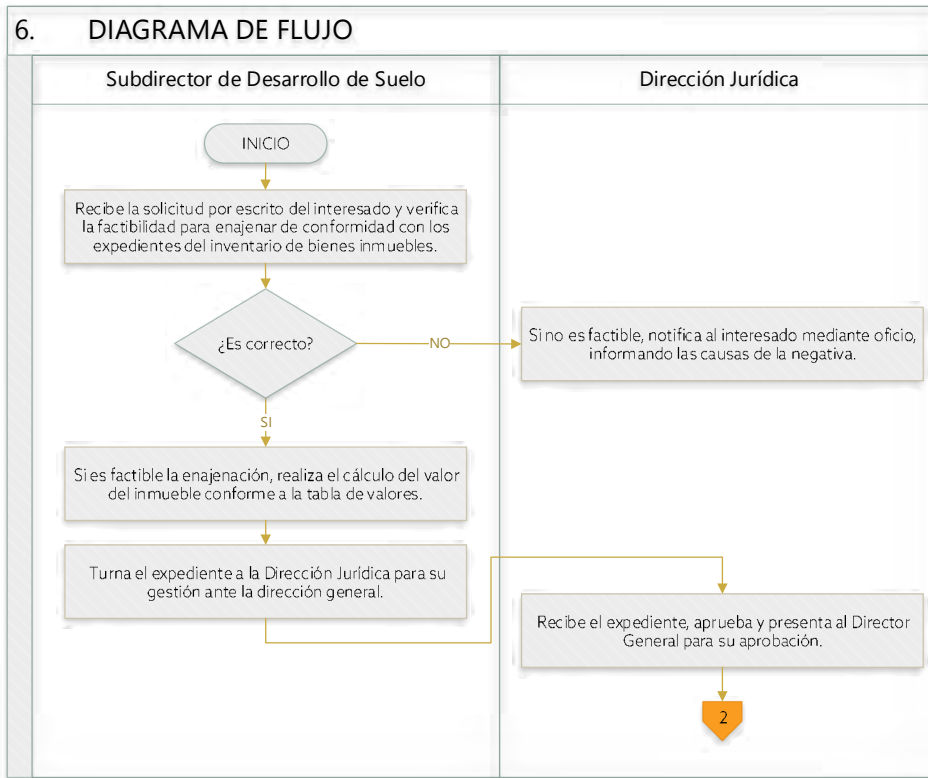 6. DIAGRAMA DE FLUJO
Subdirector de Desarrollo de Suelo
Dirección Jurídica
INICIO
Recibe la solicitud por escrito del interesado y verifica
la factibilidad para enajenar de conformidad con los
expedientes del inventario de bienes inmuebles.
¿Es correcto?
NO
Si no es factible, notifica al interesado mediante oficio,
informando las causas de la negativa.
SI
Si es factible la enajenación, realiza el cálculo del valor
del inmueble conforme a la tabla de valores.
Turna el expediente a la Dirección Jurídica para su
gestión ante la dirección general.
Recibe el expediente, aprueba y presenta al Director
General para su aprobación.
2